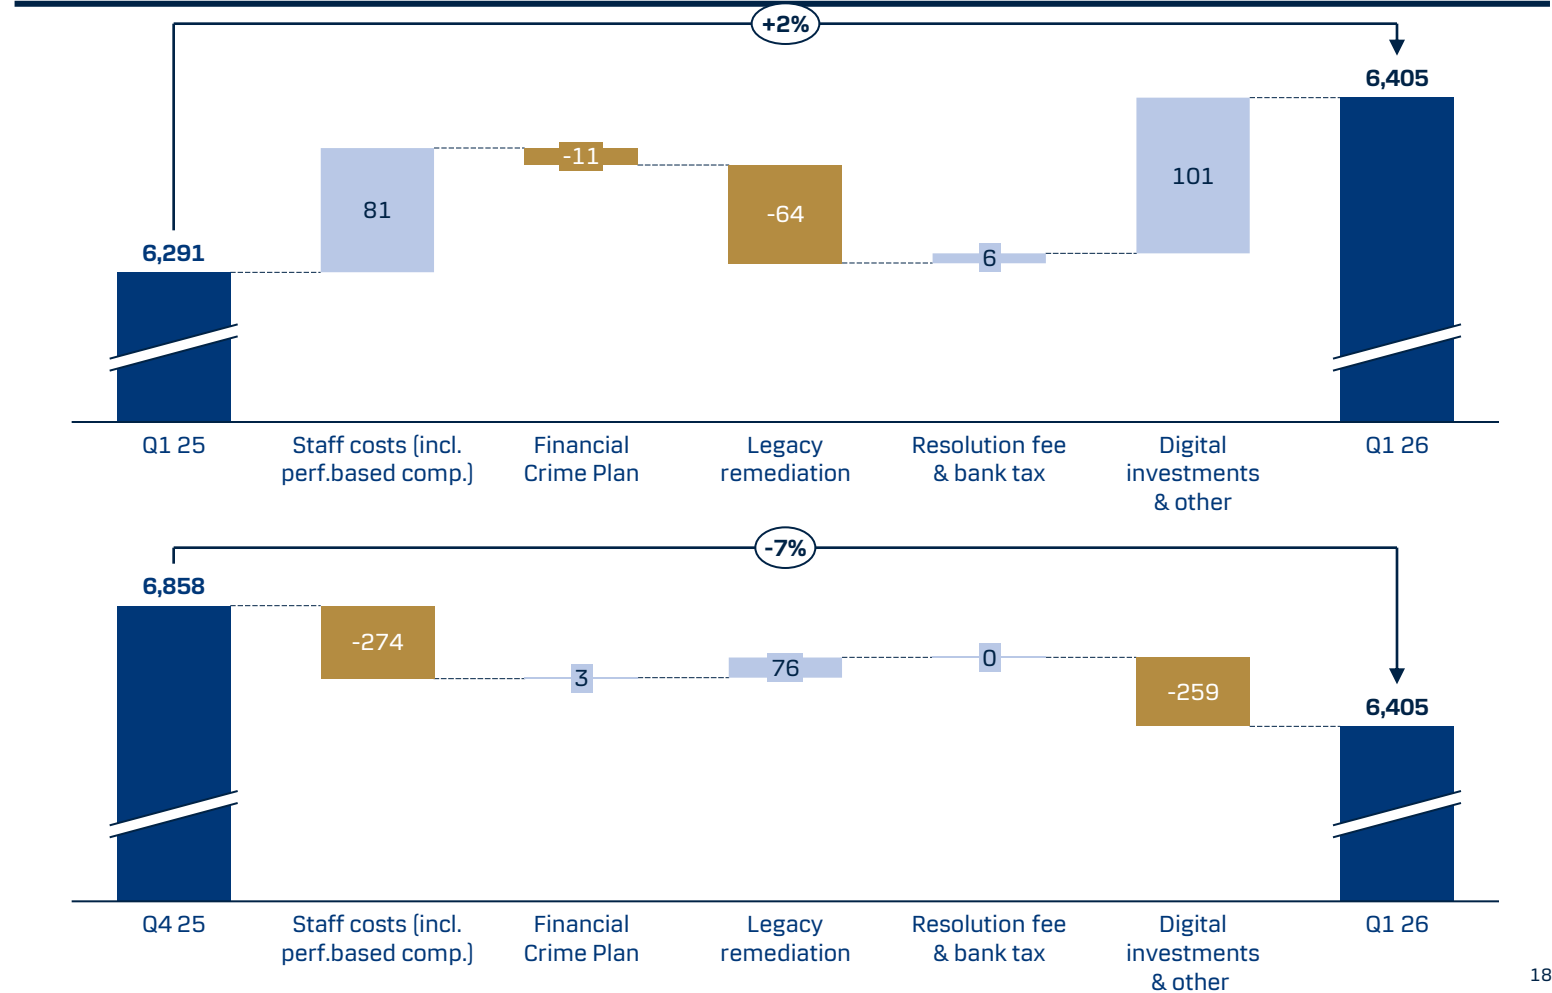 +2%
6,405
101
81
-11
-64
6,291
6
Q1 25
Staff costs (incl.
perf.based comp.)
Financial
Crime Plan
Legacy
remediation
Resolution fee
& bank tax
Digital
investments
& other
Q1 26
-7%
6,858
-274
3
76
0
-259
6,405
Q4 25
Staff costs (incl.
perf.based comp.)
Financial
Crime Plan
Legacy
remediation
Resolution fee
& bank tax
Digital
investments
& other
Q1 26
18